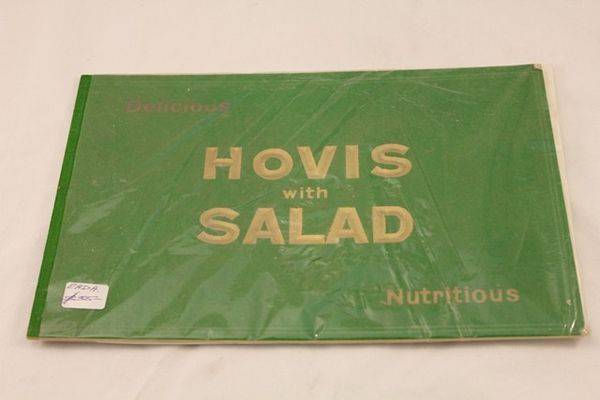 Delicious
HOVIS
with
SALAD
Nutritious